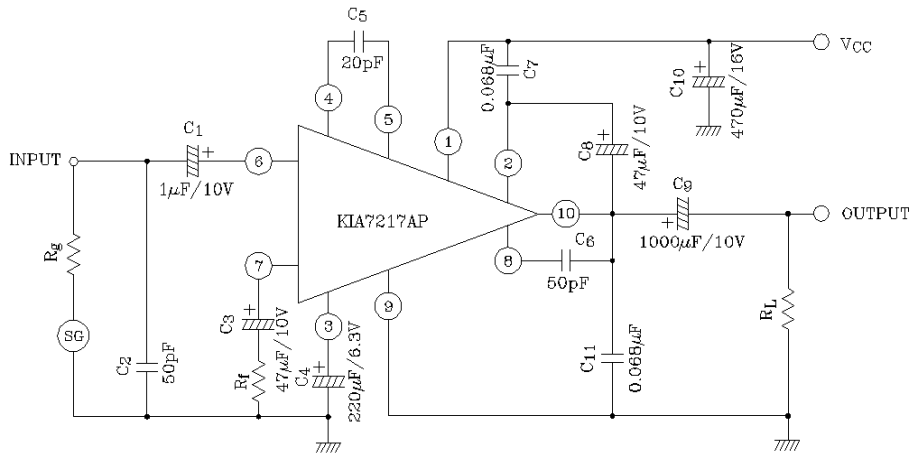 C5
20pF
4
5
0.068μF
C7
VCC
+
C10
470μF/16V
1
C1
INPUT
+
6
1μF/10V
2
+
C8
47μF/10V
KIA7217AP
10
C9
+
OUTPUT
1000μF/10V
Rg
7
8
C6
50pF
+
C3
47μF/10V
3
9
RL
SG
C2
50pF
Rf
+
C4
220μF/6.3V
C11
0.068μF